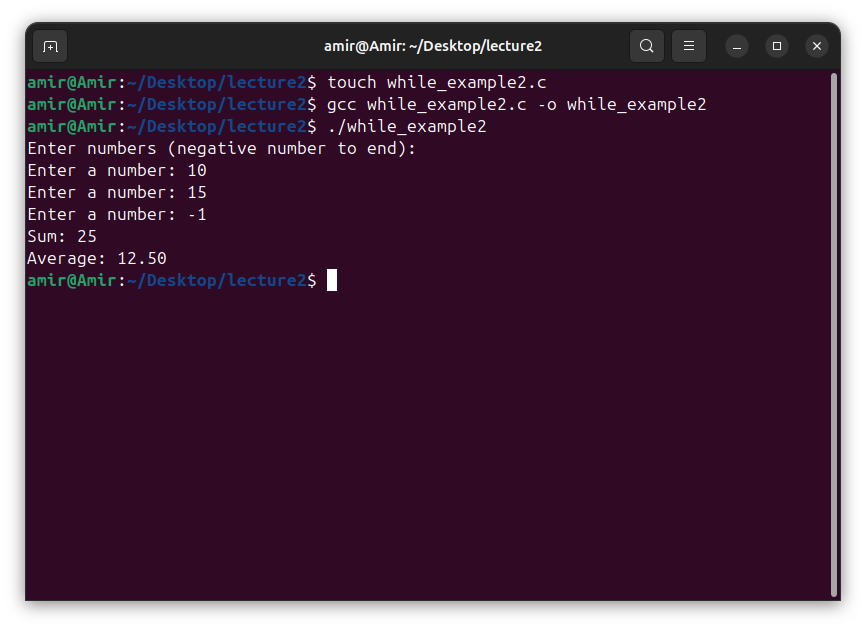 amir@Amir: ~/Desktop/lecture2
amir@Amir:~/Desktop/lecture2$ touch while_example2.c
amir@Amir:~/Desktop/lecture2$ gcc while_example2.c -o while_example2
amir@Amir:~/Desktop/lecture2$ ./while_example2
Enter numbers (negative number to end):
Enter a number: 10
Enter a number: 15
Enter a number: -1
Sum: 25
Average: 12.50
amir@Amir:~/Desktop/lecture2$